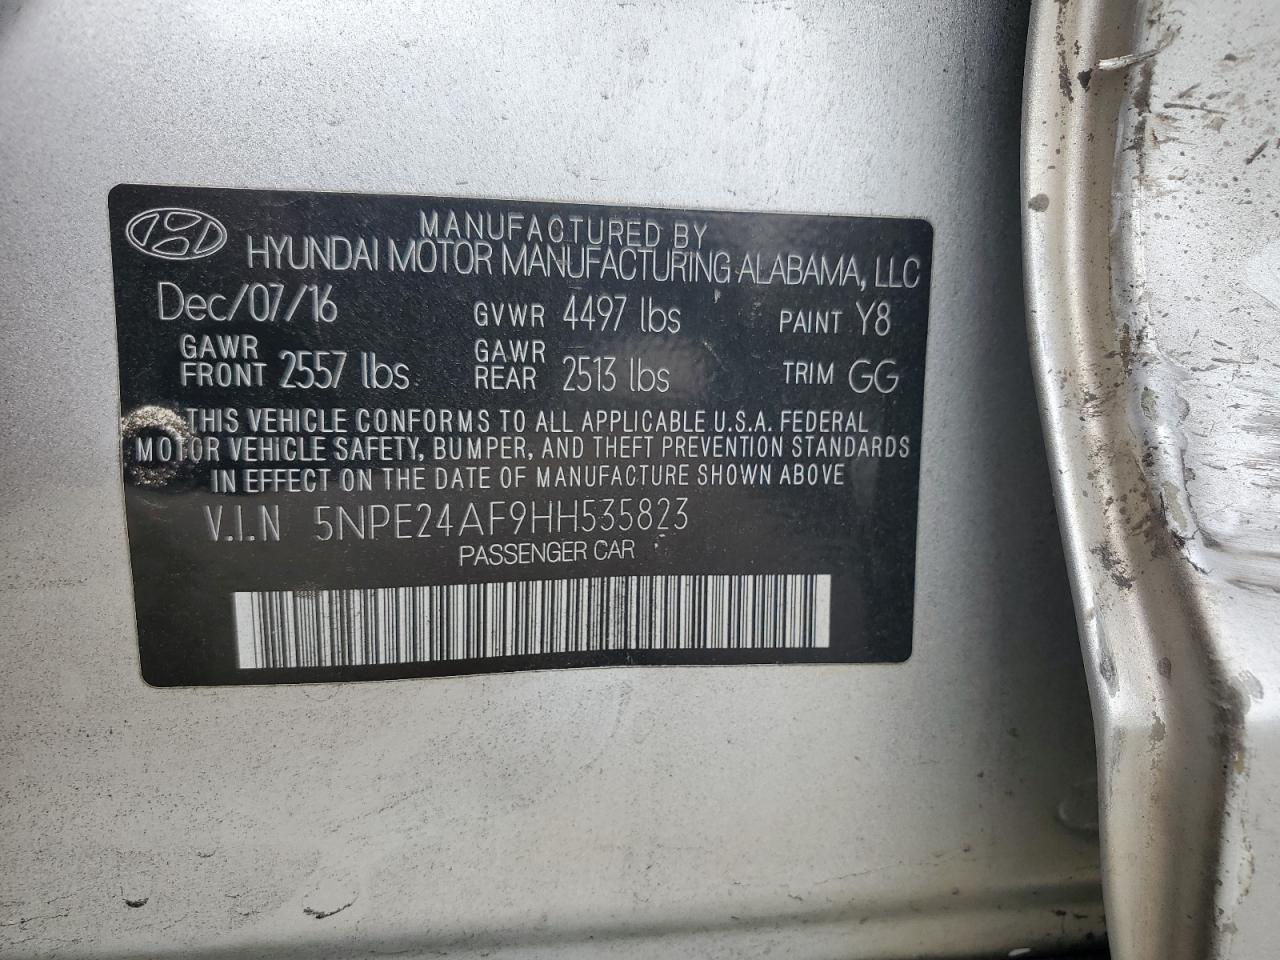 MANUFACTURED BY
HYUNDAI MOTOR MANUFACTURING ALABAMA, LLC
Dec/07/16 GVWR 4497 lbs PAINT Y8
GAWR FRONT 2557 lbs GAWR REAR 2513 lbs TRIM GG
THIS VEHICLE CONFORMS TO ALL APPLICABLE U.S.A. FEDERAL
MOTOR VEHICLE SAFETY, BUMPER, AND THEFT PREVENTION STANDARDS
IN EFFECT ON THE DATE OF MANUFACTURE SHOWN ABOVE
V.I.N 5NPE24AF9HH535823
PASSENGER CAR